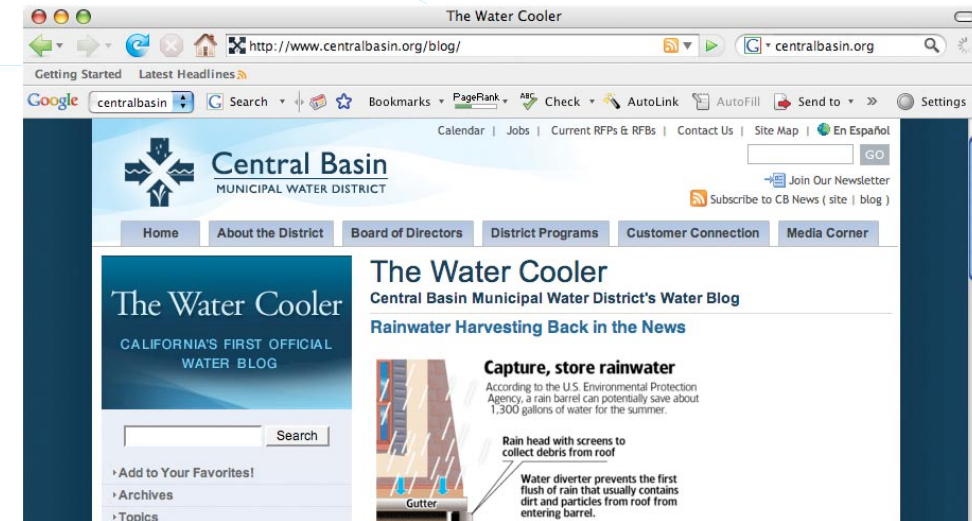 The Water Cooler
http://www.centralbasin.org/blog/
G centralbasin.org
Getting Started Latest Headlines
Google centralbasin G Search Bookmarks PageRank ABC Check AutoLink AutoFill Send to » Settings
Calendar | Jobs | Current RFPs & RFBs | Contact Us | Site Map | En Español
GO
Central Basin
MUNICIPAL WATER DISTRICT
Join Our Newsletter
Subscribe to CB News ( site | blog )
Home About the District Board of Directors District Programs Customer Connection Media Corner
The Water Cooler
CALIFORNIA'S FIRST OFFICIAL
WATER BLOG
Search
Add to Your Favorites!
Archives
Topics
The Water Cooler
Central Basin Municipal Water District's Water Blog
Rainwater Harvesting Back in the News
Capture, store rainwater
According to the U.S. Environmental Protection
Agency, a rain barrel can potentially save about
1,300 gallons of water for the summer.
Rain head with screens to
collect debris from roof
Water diverter prevents the first
flush of rain that usually contains
dirt and particles from roof from
entering barrel.
Gutter